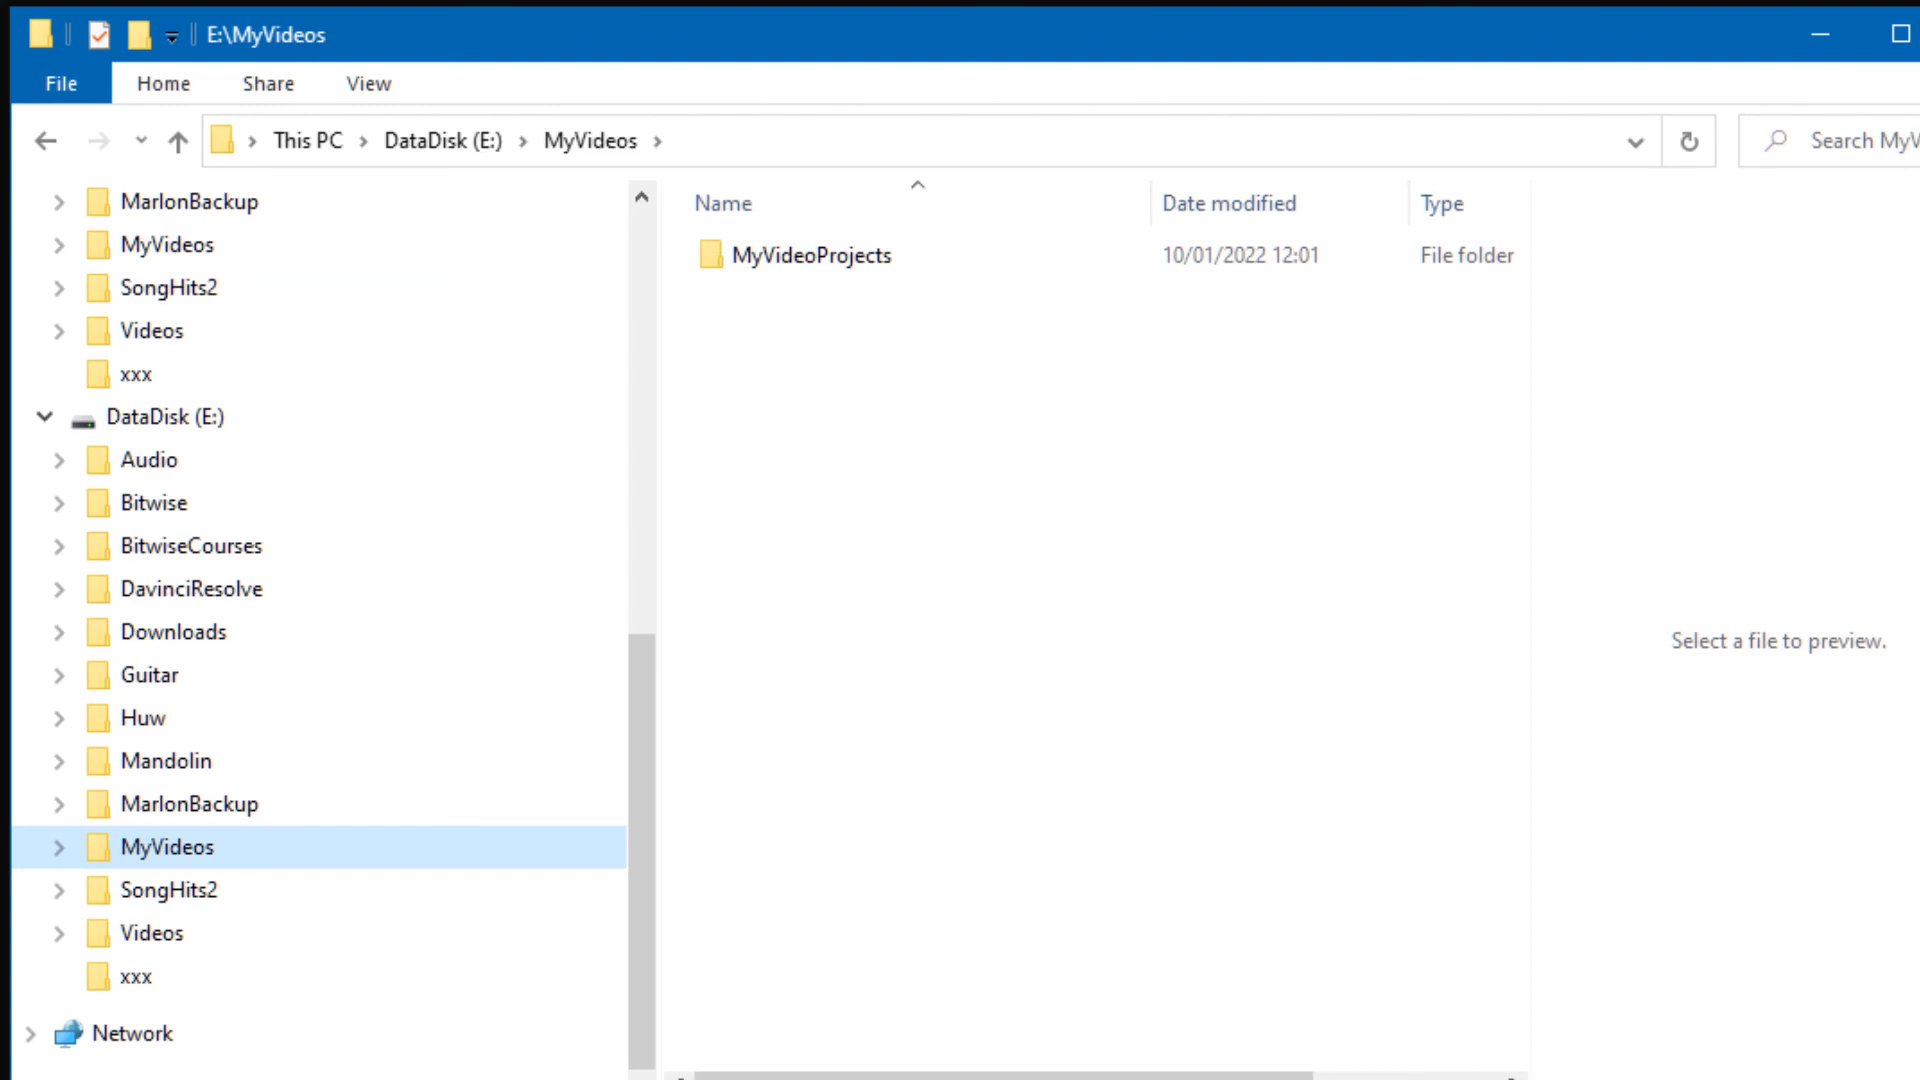 E:\MyVideos
File Home Share View
This PC DataDisk (E:) MyVideos
Search MyV
MarlonBackup
MyVideos
SongHits2
Videos
xxx
DataDisk (E:)
Audio
Bitwise
BitwiseCourses
DavinciResolve
Downloads
Guitar
Huw
Mandolin
MarlonBackup
MyVideos
SongHits2
Videos
xxx
Network
Name Date modified Type
MyVideoProjects 10/01/2022 12:01 File folder
Select a file to preview.